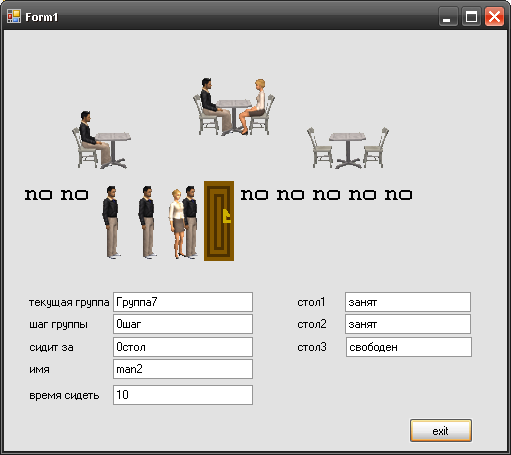 Form1
no no no no no no no
текущая группа Группа7
шаг группы 0шаг
сидит за 0стол
имя man2
время сидеть 10
стол1 занят
стол2 занят
стол3 свободен
exit